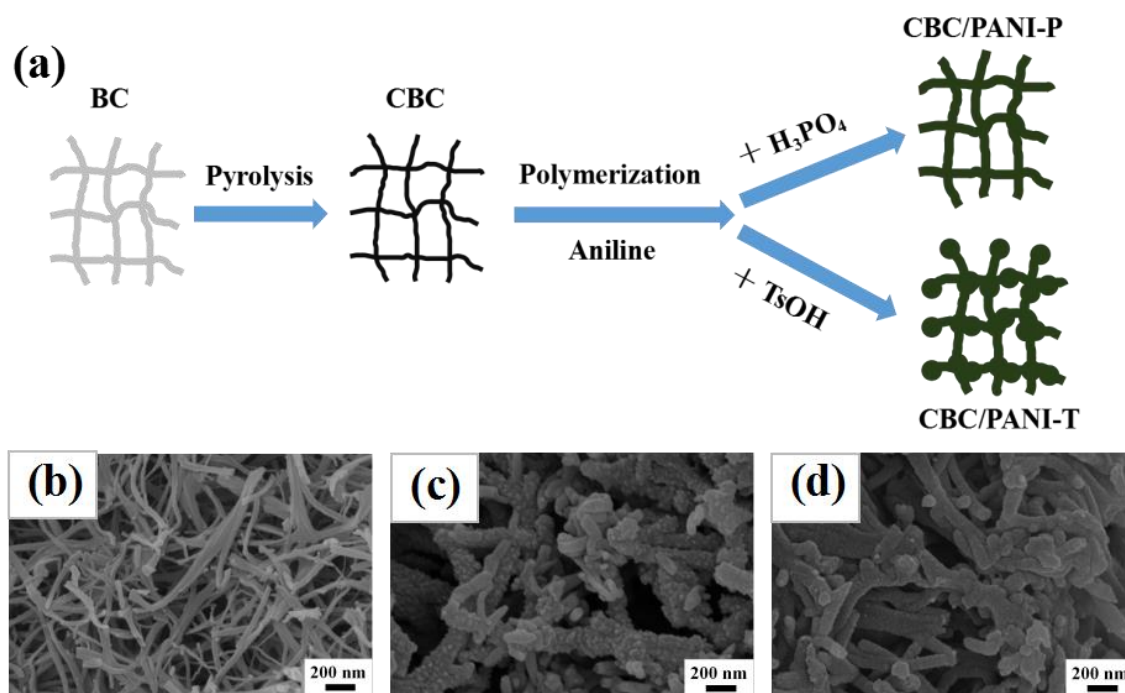 (a)
BC
CBC
CBC/PANI-P
Pyrolysis
Polymerization
Aniline
+ H₃PO₄
+ TsOH
CBC/PANI-T
(b)
200 nm
(c)
200 nm
(d)
200 nm